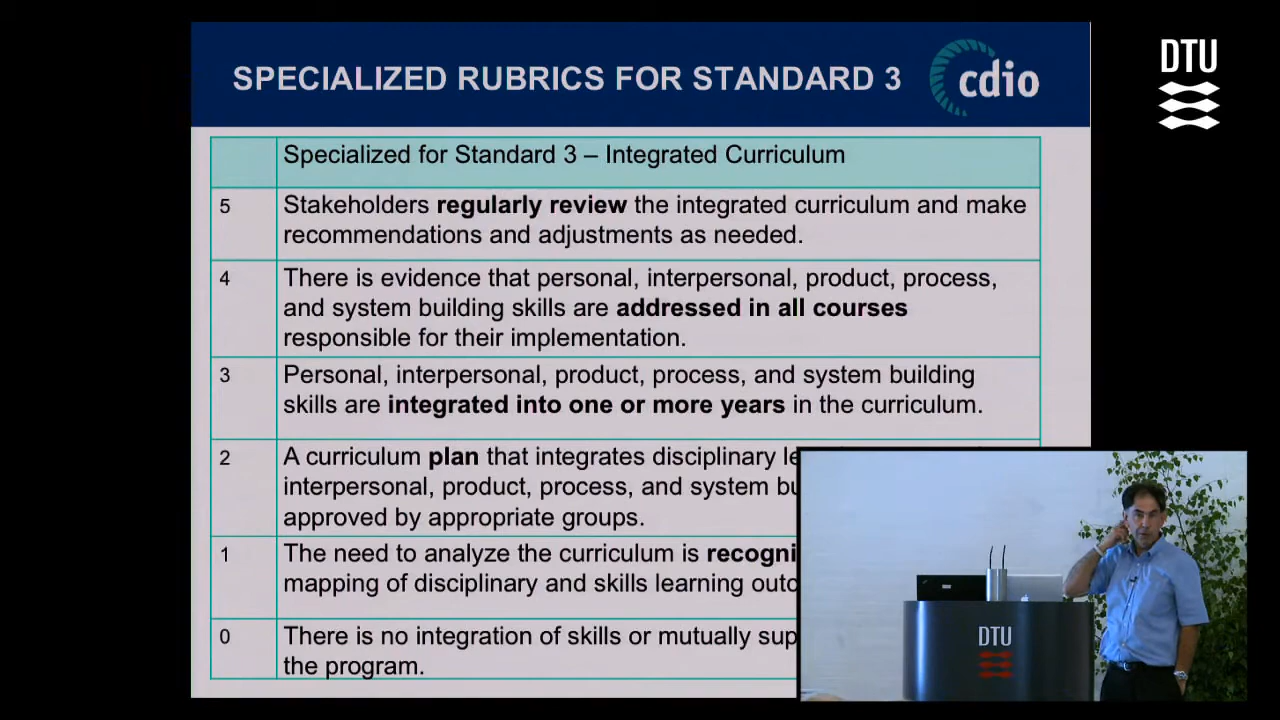 SPECIALIZED RUBRICS FOR STANDARD 3
cdio
DTU
Specialized for Standard 3 – Integrated Curriculum
5
Stakeholders regularly review the integrated curriculum and make
recommendations and adjustments as needed.
4
There is evidence that personal, interpersonal, product, process,
and system building skills are addressed in all courses
responsible for their implementation.
3
Personal, interpersonal, product, process, and system building
skills are integrated into one or more years in the curriculum.
2
A curriculum plan that integrates disciplinary
interpersonal, product, process, and system
approved by appropriate groups.
1
The need to analyze the curriculum is
mapping of disciplinary and skills learning
0
There is no integration of skills or mutually
the program.
DTU